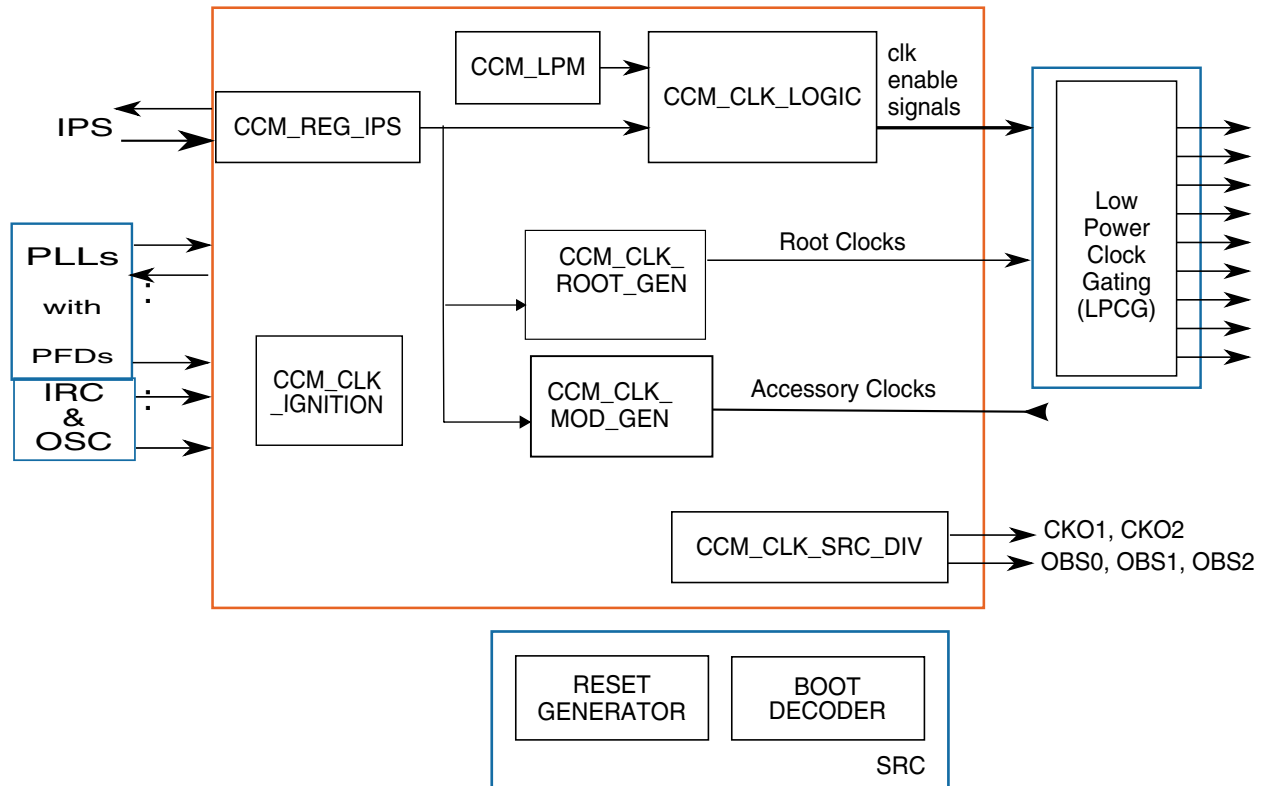 CCM_LPM
CCM_CLK_LOGIC
clk
enable
signals
IPS
CCM_REG_IPS
PLLs
with
PFDs
IRC
&
OSC
:
:
CCM_CLK
_IGNITION
CCM_CLK_
ROOT_GEN
Root Clocks
CCM_CLK_
MOD_GEN
Accessory Clocks
Low
Power
Clock
Gating
(LPCG)
CCM_CLK_SRC_DIV
CKO1, CKO2
OBS0, OBS1, OBS2
RESET
GENERATOR
BOOT
DECODER
SRC